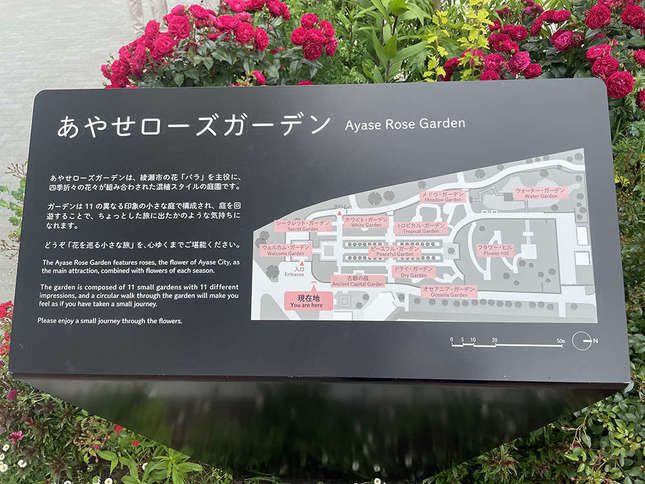 あやせローズガーデン Ayase Rose Garden
あやせローズガーデンは、綾瀬市の花「バラ」を主役に、
四季折々の花々が組み合わされた混植スタイルの庭園です。
ガーデンは 11 の異なる印象の小さな庭で構成され、庭を回
遊することで、ちょっとした旅に出たかのような気持ちに
なれます。
どうぞ「花を巡る小さな旅」を、心ゆくまでご堪能ください。
The Ayase Rose Garden features roses, the flower of Ayase City, as
the main attraction, combined with flowers of each season.
The garden is composed of 11 small gardens with 11 different
impressions, and a circular walk through the garden will make you
feel as if you have taken a small journey.
Please enjoy a small journey through the flowers.
メドウ・ガーデン
Meadow Garden
ウォーター・ガーデン
Water Garden
シークレット・ガーデン
Secret Garden
ホワイト・ガーデン
White Garden
トロピカル・ガーデン
Tropical Garden
ウェルカム・ガーデン
Welcome Garden
ピースフル・ガーデン
Peaceful Garden
フラワー・ヒル
Flower Hill
入口
Entrance
古都の庭
Ancient Capital Garden
ドライ・ガーデン
Dry Garden
オセアニア・ガーデン
Oceania Garden
現在地
You are here
0 5 10 20 50m
N